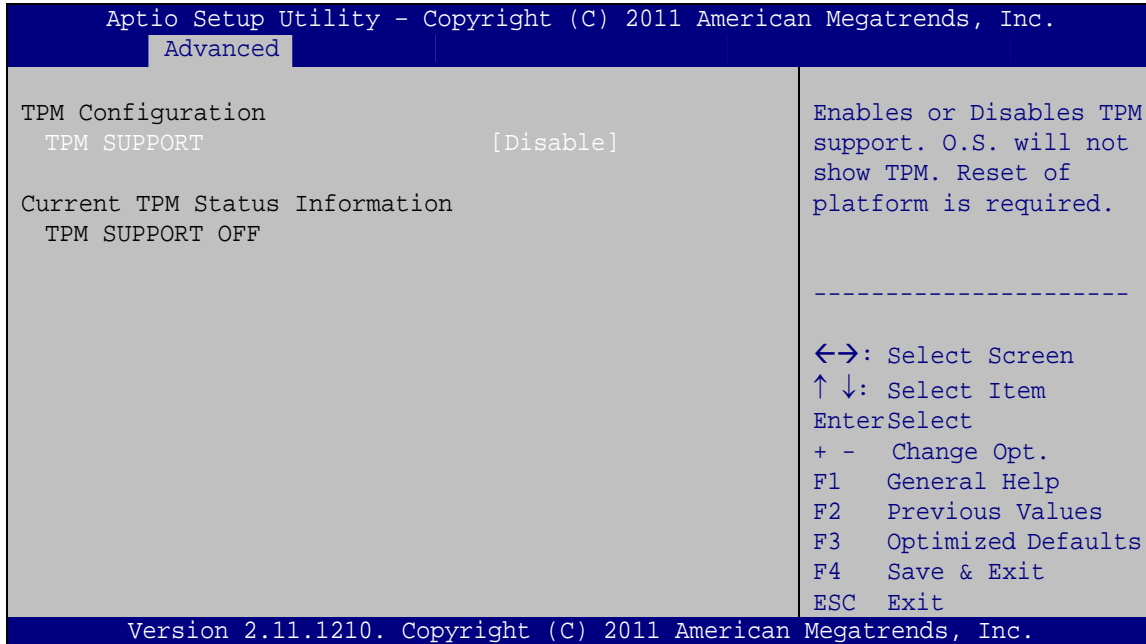 Aptio Setup Utility – Copyright (C) 2011 American Megatrends, Inc.
Advanced
TPM Configuration
TPM SUPPORT [Disable]
Current TPM Status Information
TPM SUPPORT OFF
Enables or Disables TPM
support. O.S. will not
show TPM. Reset of
platform is required.
----------------------
←→: Select Screen
↑ ↓: Select Item
EnterSelect
+ - Change Opt.
F1 General Help
F2 Previous Values
F3 Optimized Defaults
F4 Save & Exit
ESC Exit
Version 2.11.1210. Copyright (C) 2011 American Megatrends, Inc.